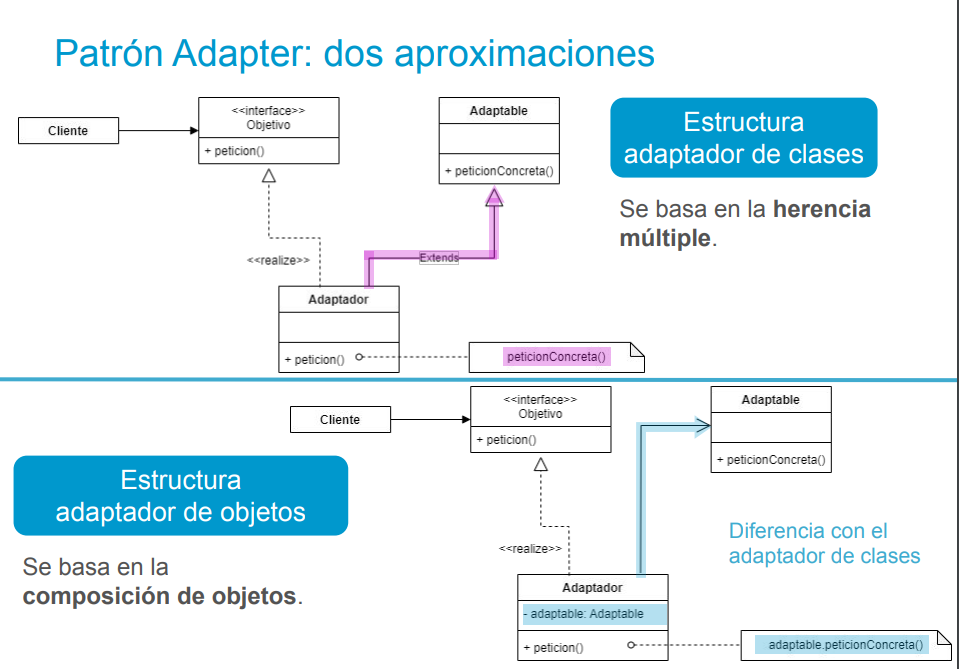 Patrón Adapter: dos aproximaciones
Cliente
<<interface>>
Objetivo
+ peticion()
Adaptable
+ peticionConcreta()
Estructura
adaptador de clases
Se basa en la herencia
múltiple.
<<realize>>
Extends
Adaptador
+ peticion()
peticionConcreta()
Cliente
<<interface>>
Objetivo
+ peticion()
Adaptable
+ peticionConcreta()
Estructura
adaptador de objetos
Se basa en la
composición de objetos.
Diferencia con el
adaptador de clases
<<realize>>
Adaptador
- adaptable: Adaptable
+ peticion()
adaptable.peticionConcreta()